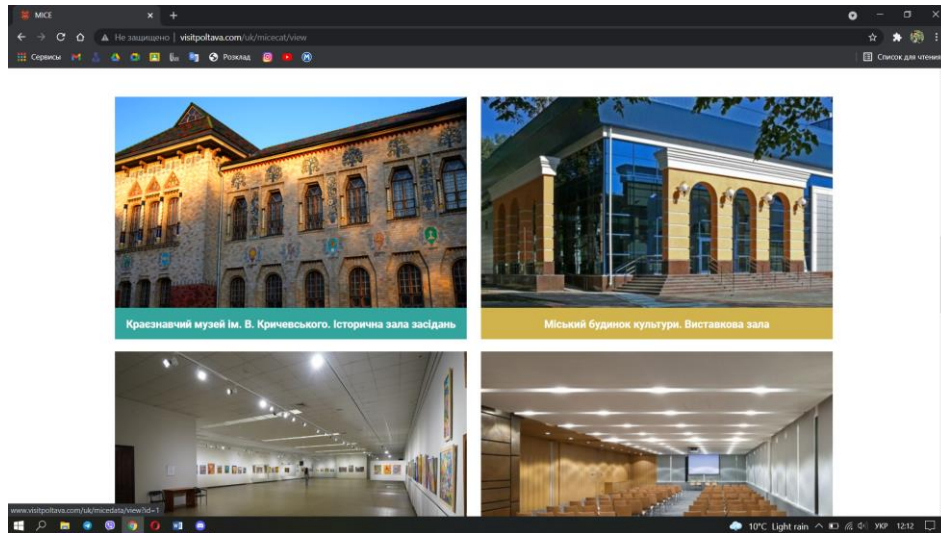 MICE
Не защищено | visitpoltava.com/uk/micecat/view
Сервисы
Розклад
Список для чтения
Краєзнавчий музей ім. В. Кричевського. Історична зала засідань
Міський будинок культури. Виставкова зала
www.visitpoltava.com/uk/micedata/view?id=1
10°C Light rain
УКР
12:12